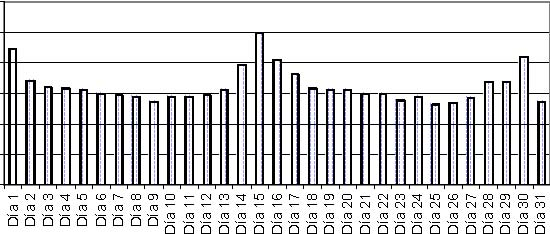 Día 1
Día 2
Día 3
Día 4
Día 5
Día 6
Día 7
Día 8
Día 9
Día 10
Día 11
Día 12
Día 13
Día 14
Día 15
Día 16
Día 17
Día 18
Día 19
Día 20
Día 21
Día 22
Día 23
Día 24
Día 25
Día 26
Día 27
Día 28
Día 29
Día 30
Día 31